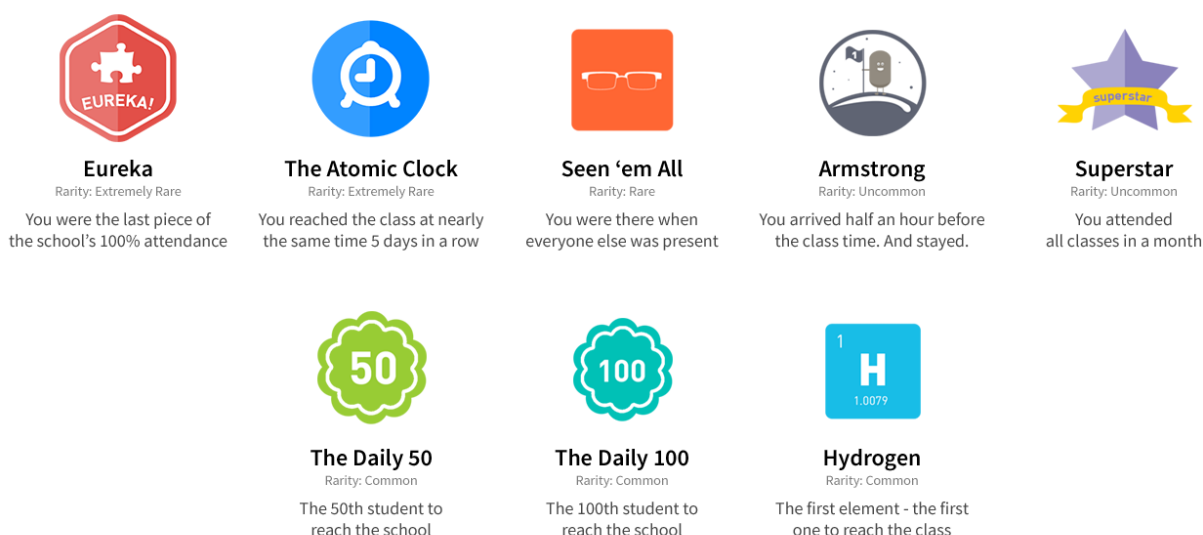 EUREKA!
Eureka
Rarity: Extremely Rare
You were the last piece of
the school's 100% attendance
The Atomic Clock
Rarity: Extremely Rare
You reached the class at nearly
the same time 5 days in a row
Seen ‘em All
Rarity: Rare
You were there when
everyone else was present
1
Armstrong
Rarity: Uncommon
You arrived half an hour before
the class time. And stayed.
superstar
Superstar
Rarity: Uncommon
You attended
all classes in a month
50
The Daily 50
Rarity: Common
The 50th student to
reach the school
100
The Daily 100
Rarity: Common
The 100th student to
reach the school
1
H
1.0079
Hydrogen
Rarity: Common
The first element - the first
one to reach the class